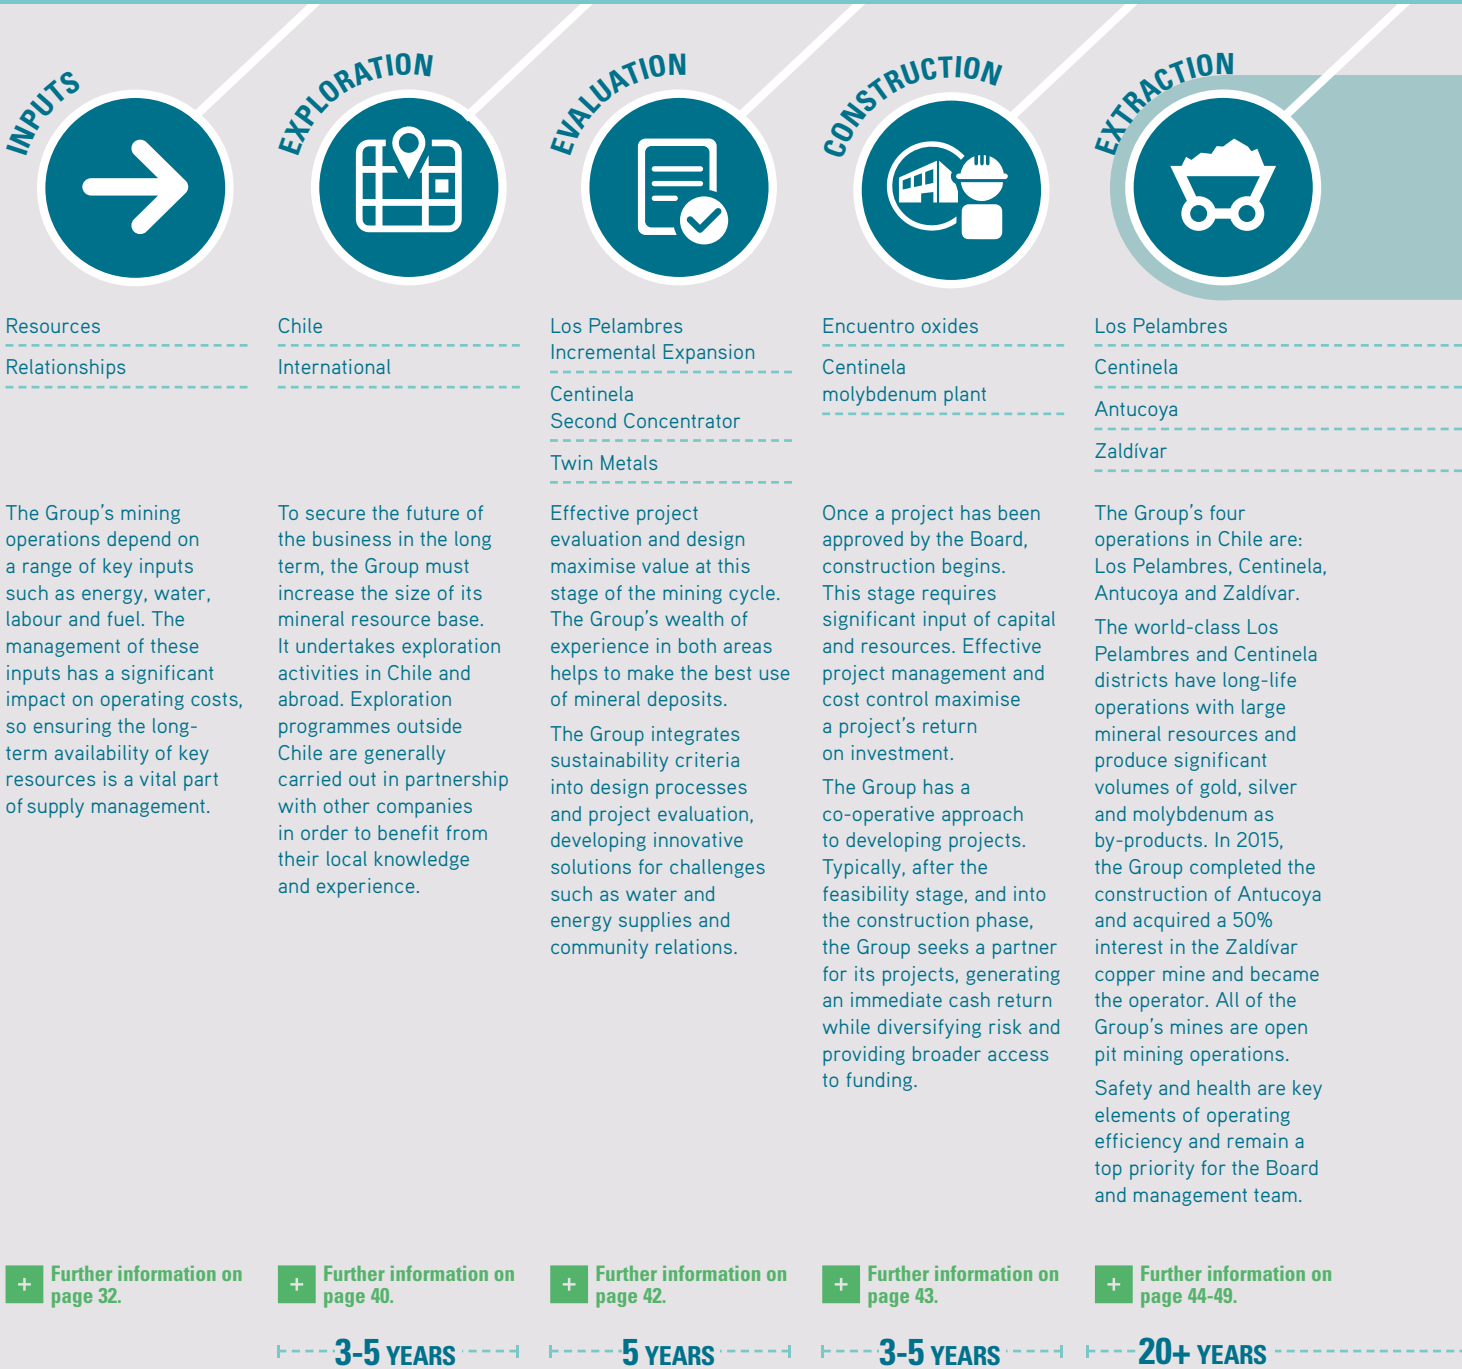 INPUTS
Resources
Relationships
The Group's mining
operations depend on
a range of key inputs
such as energy, water,
labour and fuel. The
management of these
inputs has a significant
impact on operating costs,
so ensuring the long-
term availability of key
resources is a vital part
of supply management.
+ Further information on
page 32.
EXPLORATION
Chile
International
To secure the future of
the business in the long
term, the Group must
increase the size of its
mineral resource base.
It undertakes exploration
activities in Chile and
abroad. Exploration
programmes outside
Chile are generally
carried out in partnership
with other companies
in order to benefit from
their local knowledge
and experience.
+ Further information on
page 40.
3-5 YEARS
EVALUATION
Los Pelambres
Incremental Expansion
Centinela
Second Concentrator
Twin Metals
Effective project
evaluation and design
maximise value at this
stage of the mining cycle.
The Group's wealth of
experience in both areas
helps to make the best use
of mineral deposits.
The Group integrates
sustainability criteria
into design processes
and project evaluation,
developing innovative
solutions for challenges
such as water and
energy supplies and
community relations.
+ Further information on
page 42.
5 YEARS
CONSTRUCTION
Encuentro oxides
Centinela
molybdenum plant
Once a project has been
approved by the Board,
construction begins.
This stage requires
significant input of capital
and resources. Effective
project management and
cost control maximise
a project's return
on investment.
The Group has a
co-operative approach
to developing projects.
Typically, after the
feasibility stage, and into
the construction phase,
the Group seeks a partner
for its projects, generating
an immediate cash return
while diversifying risk and
providing broader access
to funding.
+ Further information on
page 43.
3-5 YEARS
EXTRACTION
Los Pelambres
Centinela
Antucoya
Zaldívar
The Group's four
operations in Chile are:
Los Pelambres, Centinela,
Antucoya and Zaldívar.
The world-class Los
Pelambres and Centinela
districts have long-life
operations with large
mineral resources and
produce significant
volumes of gold, silver
and molybdenum as
by-products. In 2015,
the Group completed the
construction of Antucoya
and acquired a 50%
interest in the Zaldívar
copper mine and became
the operator. All of the
Group's mines are open
pit mining operations.
Safety and health are key
elements of operating
efficiency and remain a
top priority for the Board
and management team.
+ Further information on
page 44-49.
20+ YEARS